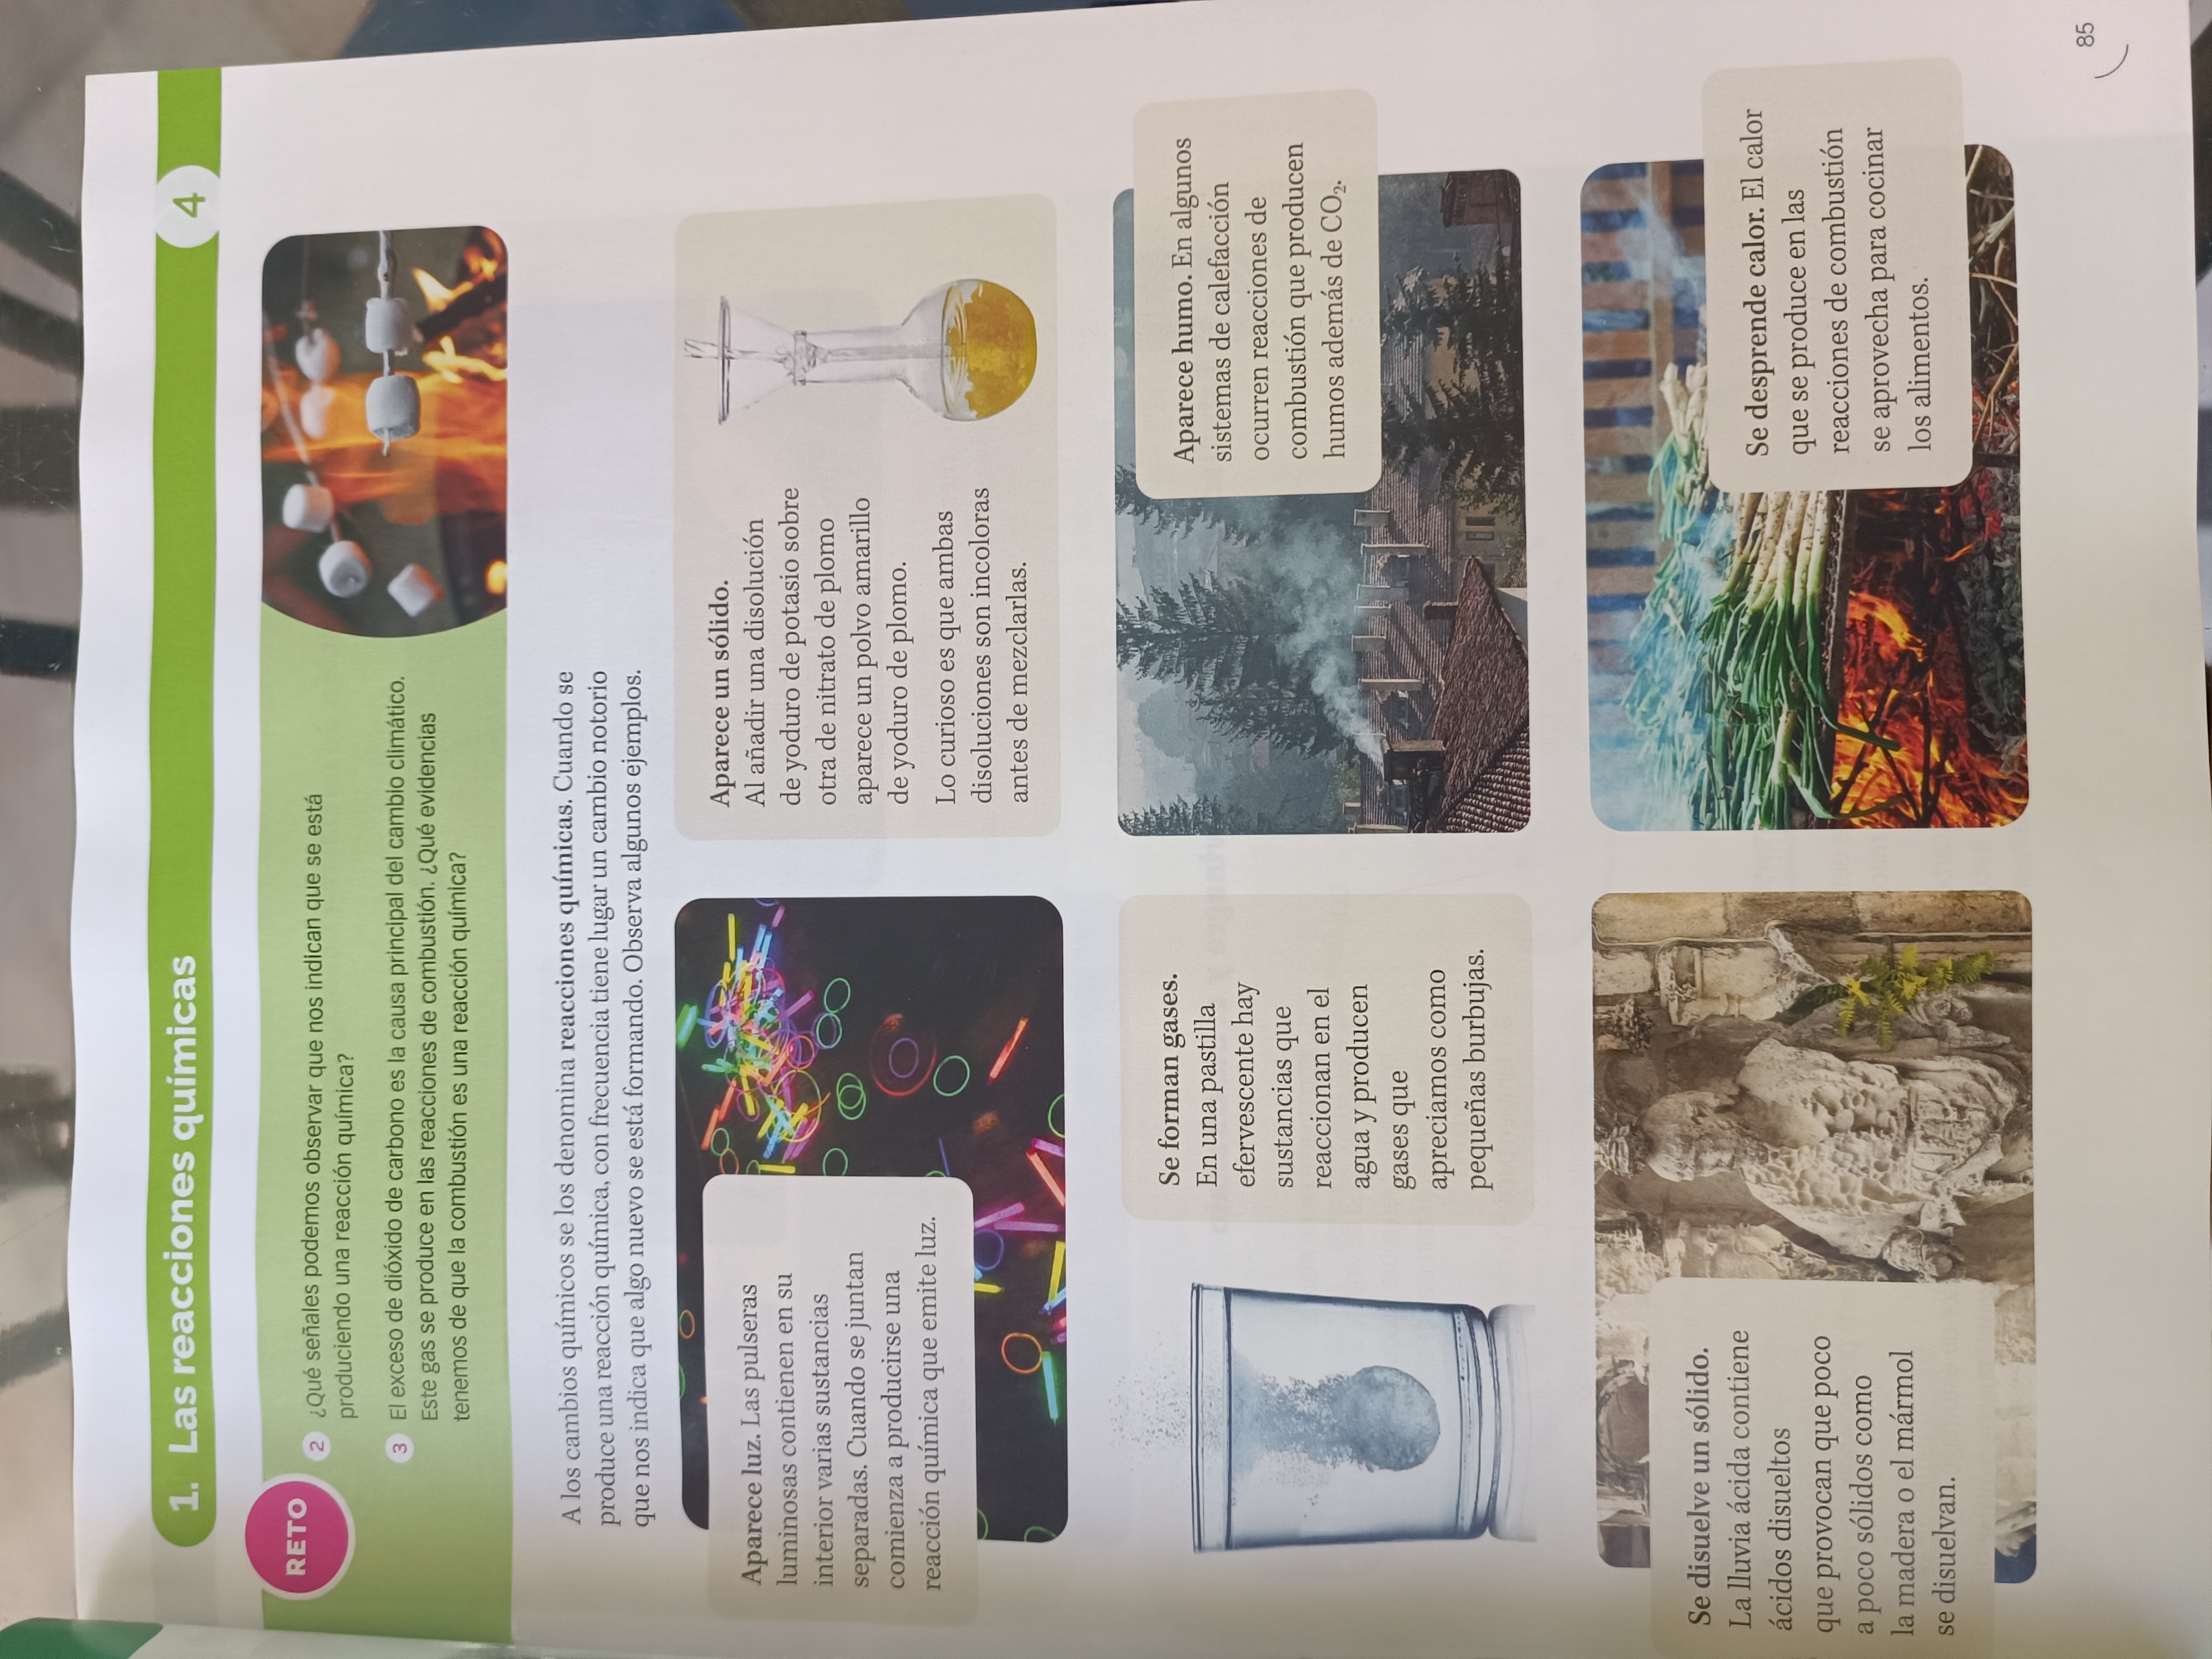 1. Las reacciones químicas
4
RETO
2 ¿Qué señales podemos observar que nos indican que se está
produciendo una reacción química?
3 El exceso de dióxido de carbono es la causa principal del cambio climático.
Este gas se produce en las reacciones de combustión. ¿Qué evidencias
tenemos de que la combustión es una reacción química?
A los cambios químicos se los denomina reacciones químicas. Cuando se
produce una reacción química, con frecuencia tiene lugar un cambio notorio
que nos indica que algo nuevo se está formando. Observa algunos ejemplos.
Aparece luz. Las pulseras
luminosas contienen en su
interior varias sustancias
separadas. Cuando se juntan
comienza a producirse una
reacción química que emite luz.
Aparece un sólido.
Al añadir una disolución
de yoduro de potasio sobre
otra de nitrato de plomo
aparece un polvo amarillo
de yoduro de plomo.
Lo curioso es que ambas
disoluciones son incoloras
antes de mezclarlas.
Se forman gases.
En una pastilla
efervescente hay
sustancias que
reaccionan en el
agua y producen
gases que
apreciamos como
pequeñas burbujas.
Aparece humo. En algunos
sistemas de calefacción
ocurren reacciones de
combustión que producen
humos además de CO₂.
Se disuelve un sólido.
La lluvia ácida contiene
ácidos disueltos
que provocan que poco
a poco sólidos como
la madera o el mármol
se disuelvan.
Se desprende calor. El calor
que se produce en las
reacciones de combustión
se aprovecha para cocinar
los alimentos.
85